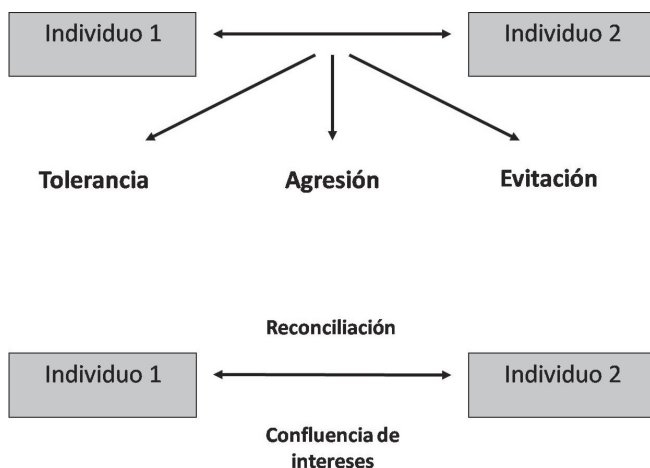 Individuo 1
Individuo 2
Tolerancia
Agresión
Evitación
Reconciliación
Individuo 1
Individuo 2
Confluencia de
intereses